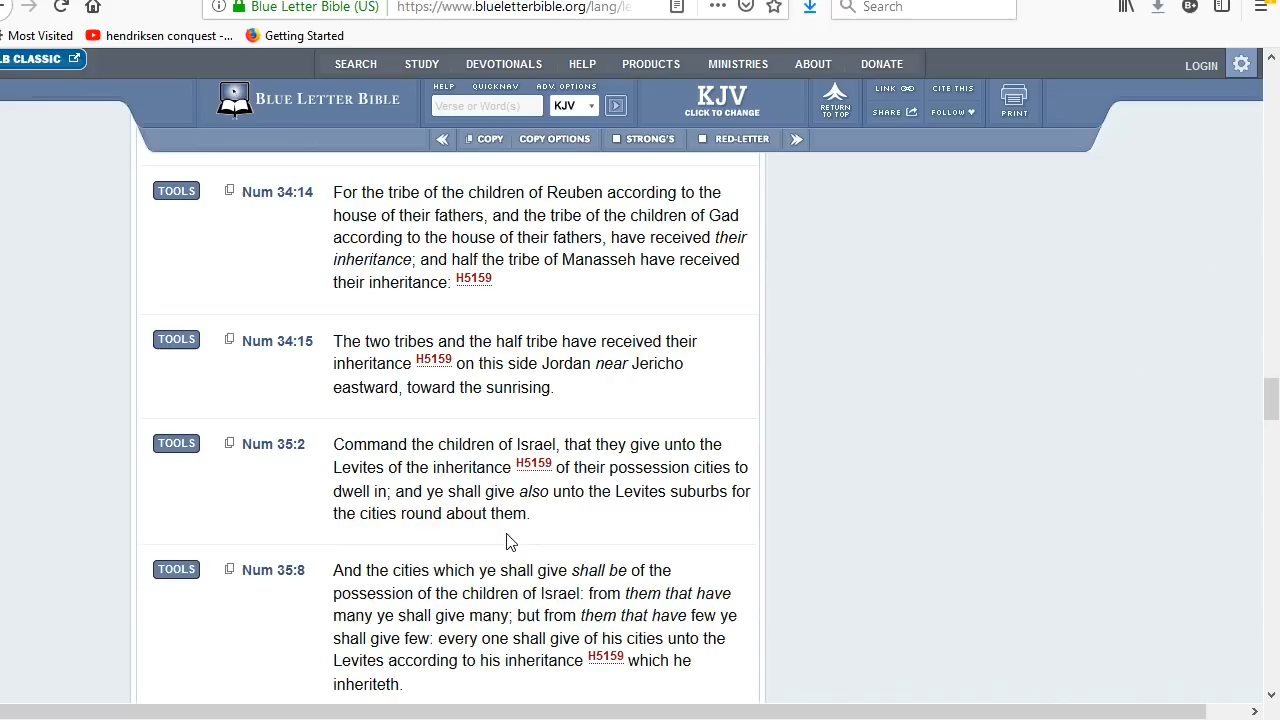 Blue Letter Bible (US) https://www.blueletterbible.org/lang/le Search
Most Visited hendriksen conquest -... Getting Started
LB CLASSIC
SEARCH STUDY DEVOTIONALS HELP PRODUCTS MINISTRIES ABOUT DONATE LOGIN
HELP QUICKNAV ADV. OPTIONS
BLUE LETTER BIBLE Verse or Word(s) KJV
KJV
CLICK TO CHANGE
RETURN
TO TOP
LINK CITE THIS
SHARE FOLLOW
PRINT
COPY COPY OPTIONS STRONG'S RED-LETTER
TOOLS Num 34:14 For the tribe of the children of Reuben according to the
house of their fathers, and the tribe of the children of Gad
according to the house of their fathers, have received their
inheritance; and half the tribe of Manasseh have received
their inheritance: H5159
TOOLS Num 34:15 The two tribes and the half tribe have received their
inheritance H5159 on this side Jordan near Jericho
eastward, toward the sunrising.
TOOLS Num 35:2 Command the children of Israel, that they give unto the
Levites of the inheritance H5159 of their possession cities to
dwell in; and ye shall give also unto the Levites suburbs for
the cities round about them.
TOOLS Num 35:8 And the cities which ye shall give shall be of the
possession of the children of Israel: from them that have
many ye shall give many; but from them that have few ye
shall give few: every one shall give of his cities unto the
Levites according to his inheritance H5159 which he
inheriteth.